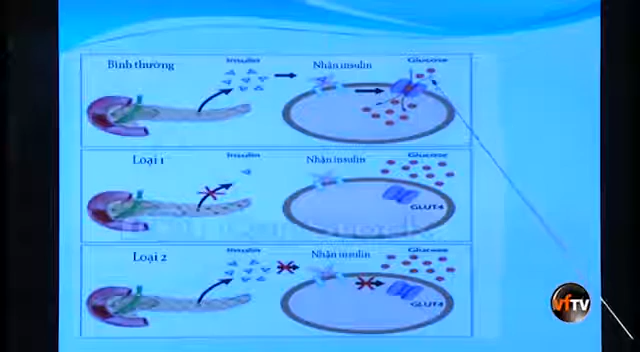 Bình thường
Insulin
Nhận insulin
Glucose
Loại 1
Insulin
Nhận insulin
Glucose
GLUT4
Loại 2
Insulin
Nhận insulin
Glucose
GLUT4
vfTV